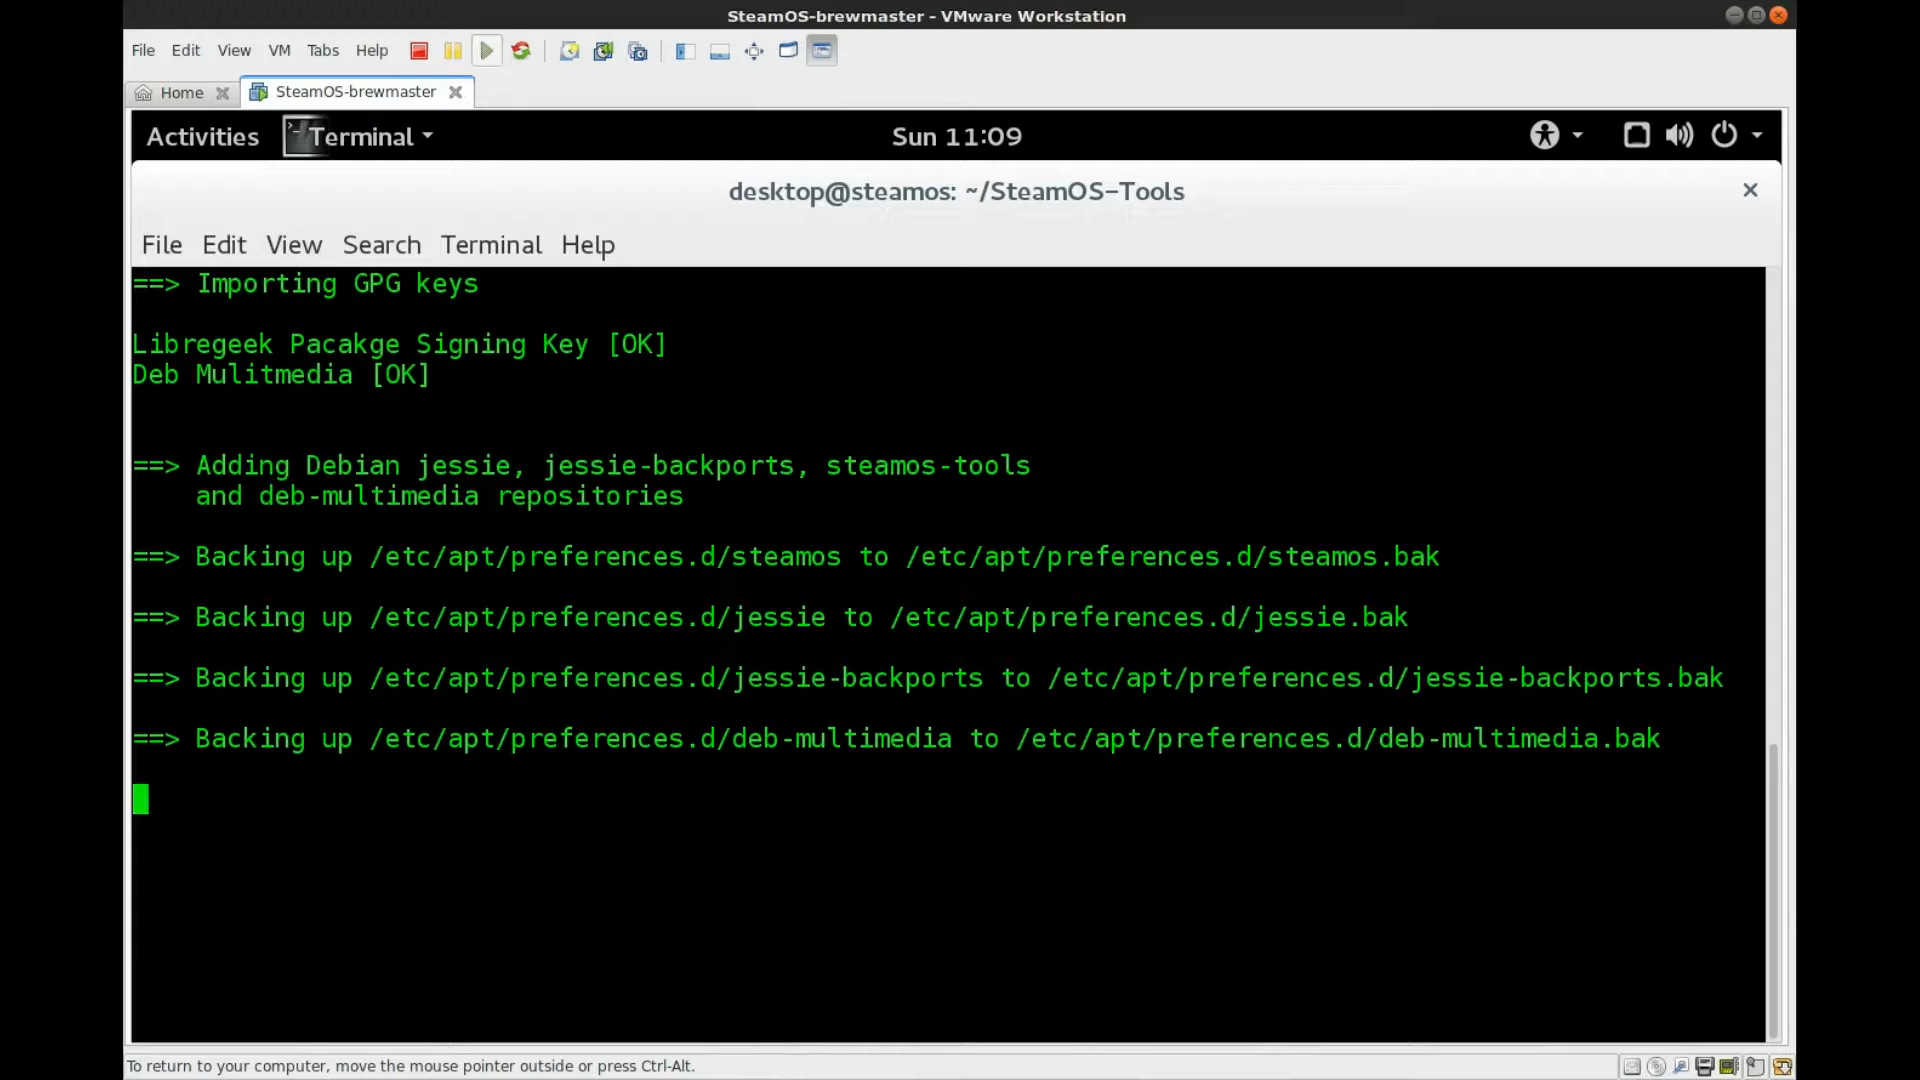 SteamOS-brewmaster - VMware Workstation
File Edit View VM Tabs Help
Home SteamOS-brewmaster
Activities Terminal Sun 11:09
desktop@steamos: ~/SteamOS-Tools
File Edit View Search Terminal Help
==> Importing GPG keys
Libregeek Pacakge Signing Key [OK]
Deb Mulitmedia [OK]
==> Adding Debian jessie, jessie-backports, steamos-tools
and deb-multimedia repositories
==> Backing up /etc/apt/preferences.d/steamos to /etc/apt/preferences.d/steamos.bak
==> Backing up /etc/apt/preferences.d/jessie to /etc/apt/preferences.d/jessie.bak
==> Backing up /etc/apt/preferences.d/jessie-backports to /etc/apt/preferences.d/jessie-backports.bak
==> Backing up /etc/apt/preferences.d/deb-multimedia to /etc/apt/preferences.d/deb-multimedia.bak
To return to your computer, move the mouse pointer outside or press Ctrl-Alt.